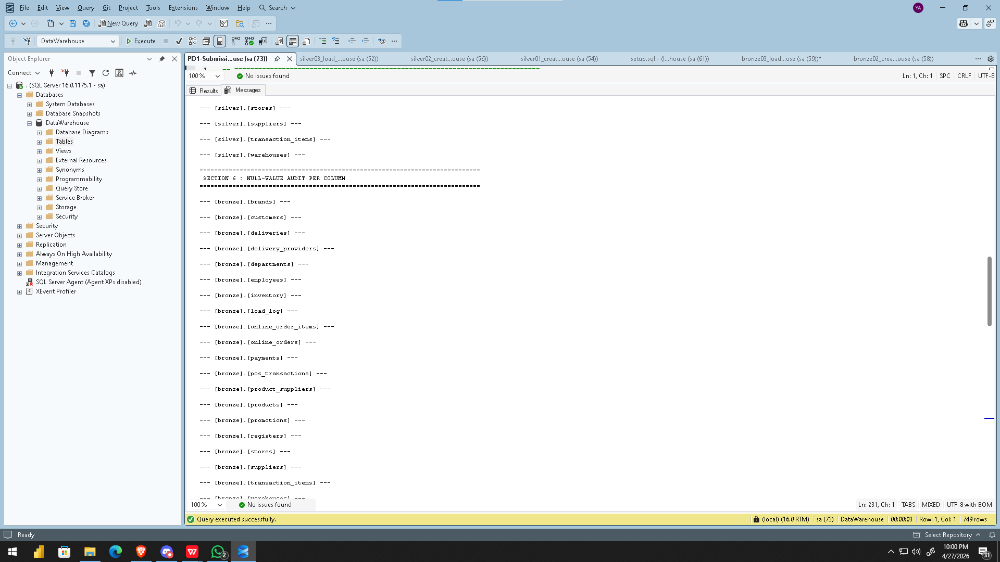 File Edit View Query Git Project Tools Extensions Window Help Search
YA
New Query
DAX
DataWarehouse Execute
Object Explorer
Connect
. (SQL Server 16.0.1175.1 - sa)
Databases
System Databases
Database Snapshots
DataWarehouse
Database Diagrams
Tables
Views
External Resources
Synonyms
Programmability
Query Store
Service Broker
Storage
Security
Security
Server Objects
Replication
Always On High Availability
Management
Integration Services Catalogs
SQL Server Agent (Agent XPs disabled)
XEvent Profiler
PD1-Submissi...use (sa (73)) silver03_load_...ouse (sa (52)) silver02_creat...ouse (sa (56)) silver01_creat...ouse (sa (54)) setup.sql - (l...house (sa (61)) bronze03_load...use (sa (59))* bronze02_crea...ouse (sa (58))
100 % No issues found Ln: 1, Ch: 1 SPC CRLF UTF-8
Results Messages
--- [silver].[stores] ---
--- [silver].[suppliers] ---
--- [silver].[transaction_items] ---
--- [silver].[warehouses] ---
=============================================================================
SECTION 6 : NULL-VALUE AUDIT PER COLUMN
=============================================================================
--- [bronze].[brands] ---
--- [bronze].[customers] ---
--- [bronze].[deliveries] ---
--- [bronze].[delivery_providers] ---
--- [bronze].[departments] ---
--- [bronze].[employees] ---
--- [bronze].[inventory] ---
--- [bronze].[load_log] ---
--- [bronze].[online_order_items] ---
--- [bronze].[online_orders] ---
--- [bronze].[payments] ---
--- [bronze].[pos_transactions] ---
--- [bronze].[product_suppliers] ---
--- [bronze].[products] ---
--- [bronze].[promotions] ---
--- [bronze].[registers] ---
--- [bronze].[stores] ---
--- [bronze].[suppliers] ---
--- [bronze].[transaction_items] ---
--- [bronze].[warehouses] ---
100 % No issues found Ln: 231, Ch: 1 TABS MIXED UTF-8 with BOM
Query executed successfully. (local) (16.0 RTM) sa (73) DataWarehouse 00:00:03 Row: 1, Col: 1 749 rows
Ready Select Repository
2
10:00 PM
4/27/2026
31